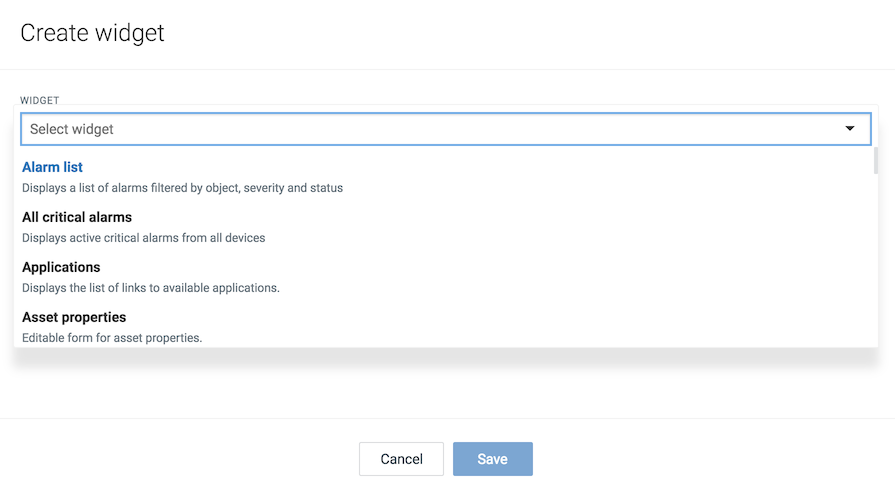 Create widget
WIDGET
Select widget
Alarm list
Displays a list of alarms filtered by object, severity and status
All critical alarms
Displays active critical alarms from all devices
Applications
Displays the list of links to available applications.
Asset properties
Editable form for asset properties.
Cancel
Save